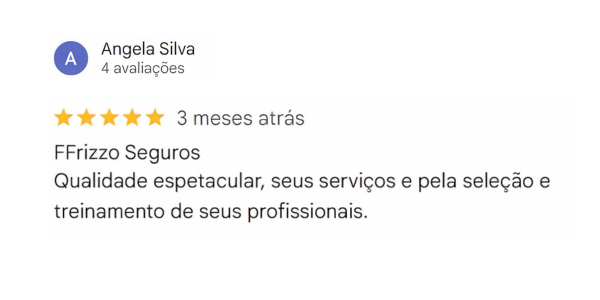 A
Angela Silva
4 avaliações
3 meses atrás
FFrizzo Seguros
Qualidade espetacular, seus serviços e pela seleção e
treinamento de seus profissionais.